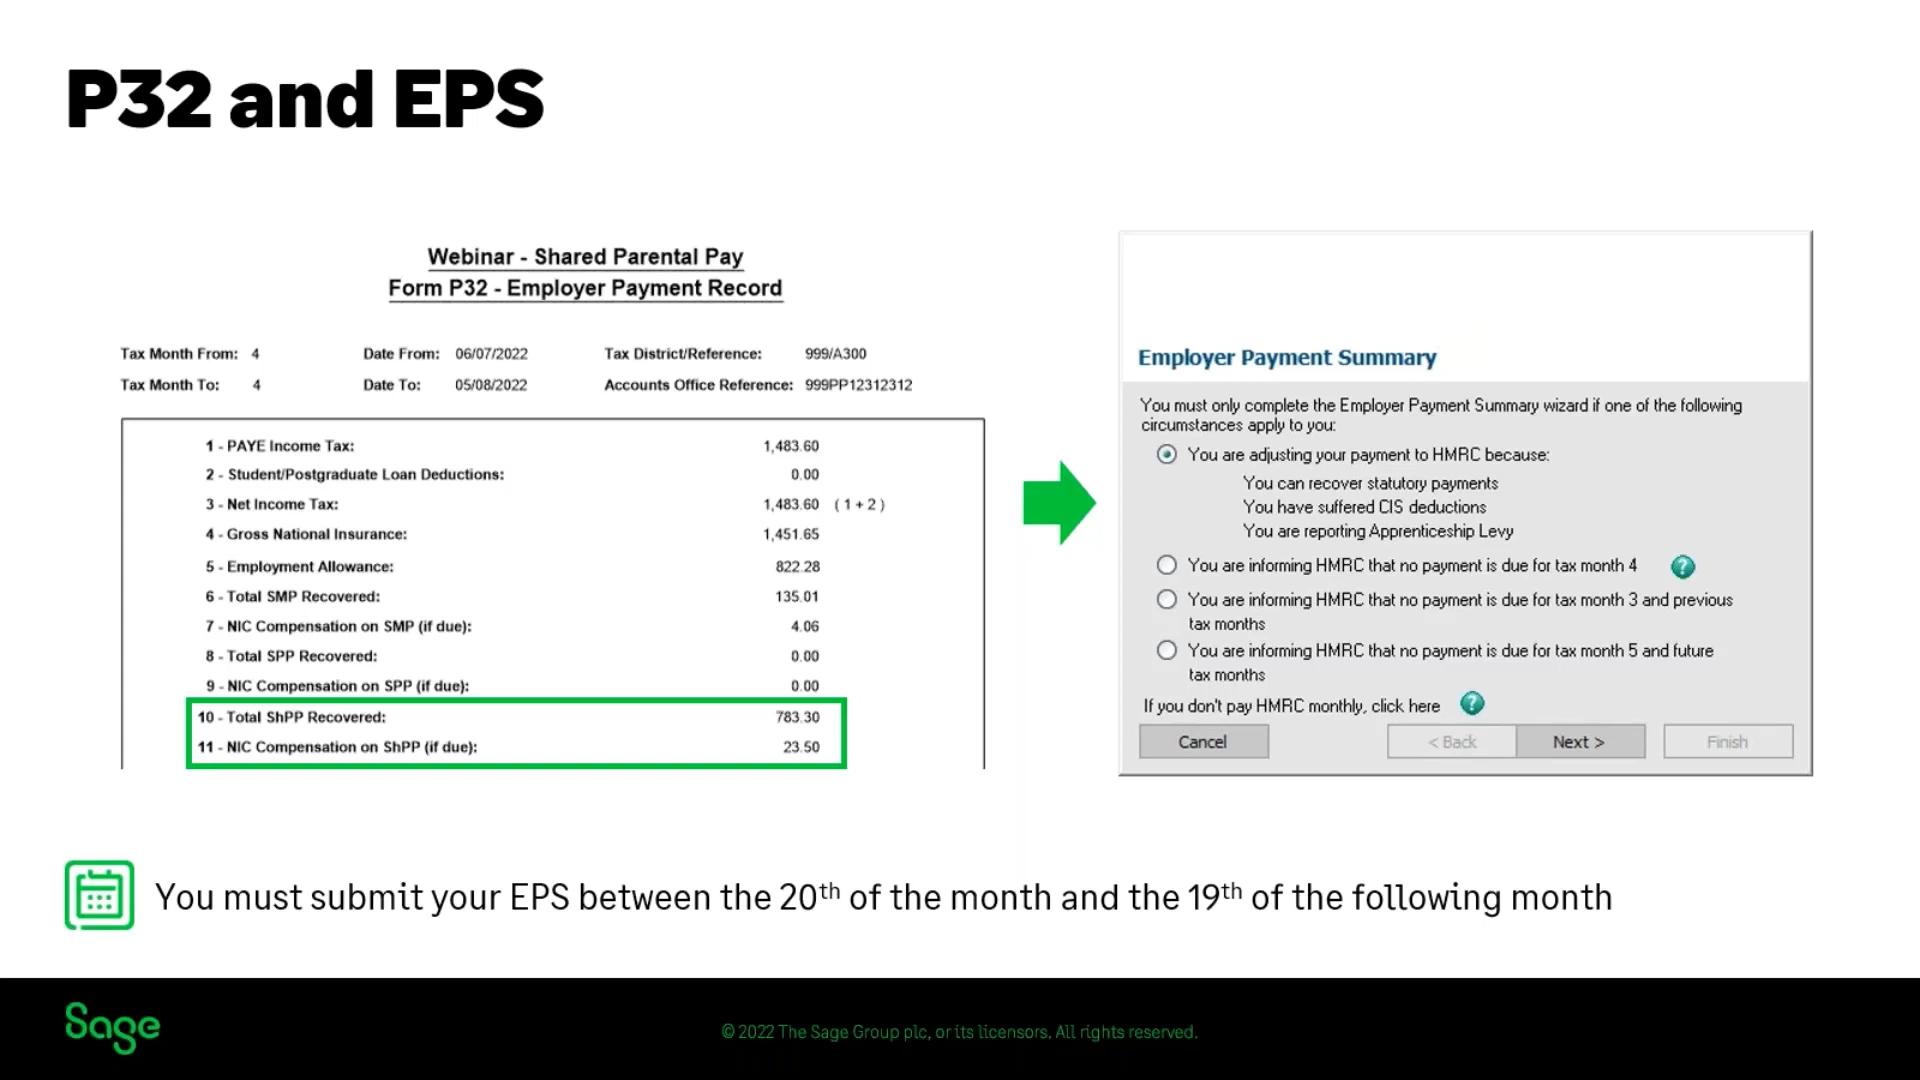 P32 and EPS
Webinar - Shared Parental Pay
Form P32 - Employer Payment Record
Tax Month From: 4 Date From: 06/07/2022 Tax District/Reference: 999/A300
Tax Month To: 4 Date To: 05/08/2022 Accounts Office Reference: 999PP12312312
1 - PAYE Income Tax: 1,483.60
2 - Student/Postgraduate Loan Deductions: 0.00
3 - Net Income Tax: 1,483.60 ( 1 + 2 )
4 - Gross National Insurance: 1,451.65
5 - Employment Allowance: 822.28
6 - Total SMP Recovered: 135.01
7 - NIC Compensation on SMP (if due): 4.06
8 - Total SPP Recovered: 0.00
9 - NIC Compensation on SPP (if due): 0.00
10 - Total ShPP Recovered: 783.30
11 - NIC Compensation on ShPP (if due): 23.50
Employer Payment Summary
You must only complete the Employer Payment Summary wizard if one of the following
circumstances apply to you:
You are adjusting your payment to HMRC because:
You can recover statutory payments
You have suffered CIS deductions
You are reporting Apprenticeship Levy
You are informing HMRC that no payment is due for tax month 4 ?
You are informing HMRC that no payment is due for tax month 3 and previous
tax months
You are informing HMRC that no payment is due for tax month 5 and future
tax months
If you don't pay HMRC monthly, click here ?
Cancel < Back Next > Finish
You must submit your EPS between the 20th of the month and the 19th of the following month
Sage
© 2022 The Sage Group plc, or its licensors. All rights reserved.